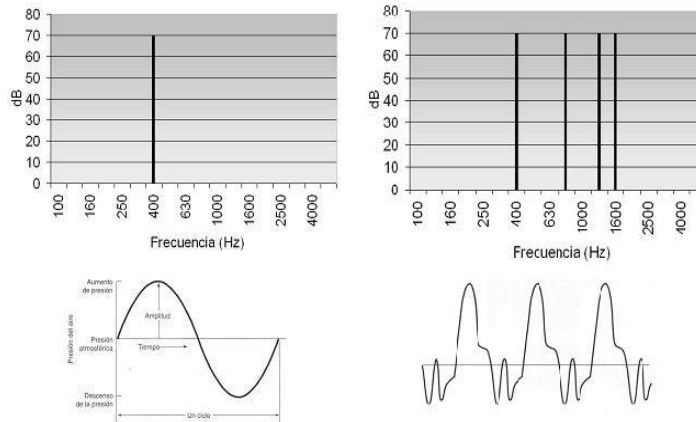 80
70
60
50
40
30
20
10
0
dB
100
160
250
400
630
1000
1600
2500
4000
Frecuencia (Hz)
80
70
60
50
40
30
20
10
0
dB
100
160
250
400
630
1000
1600
2500
4000
Frecuencia (Hz)
Aumento
de presión
Presión del aire
Presión
atmosférica
Descenso
de la presión
Amplitud
Tiempo
Un ciclo